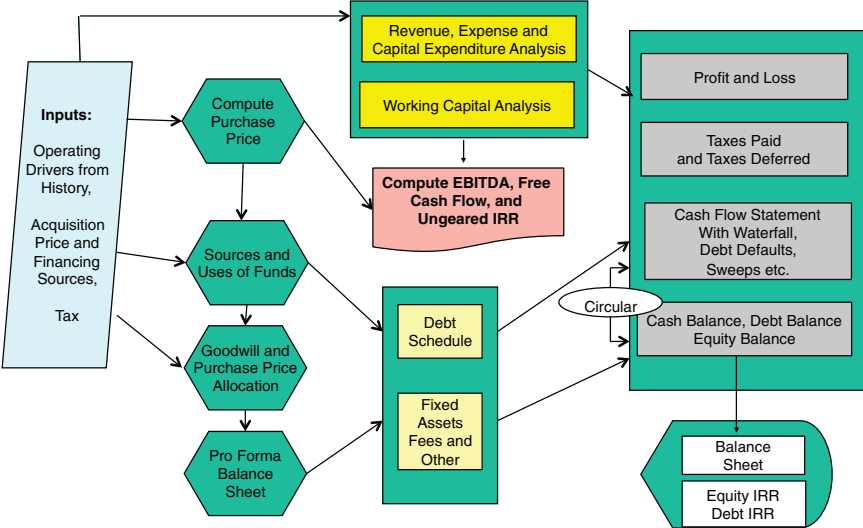 Inputs:
Operating
Drivers from
History,
Acquisition
Price and
Financing
Sources,
Tax
Compute
Purchase
Price
Sources and
Uses of Funds
Goodwill and
Purchase Price
Allocation
Pro Forma
Balance
Sheet
Revenue, Expense and
Capital Expenditure Analysis
Working Capital Analysis
Compute EBITDA, Free
Cash Flow, and
Ungeared IRR
Debt
Schedule
Fixed
Assets
Fees and
Other
Profit and Loss
Taxes Paid
and Taxes Deferred
Cash Flow Statement
With Waterfall,
Debt Defaults,
Sweeps etc.
Circular
Cash Balance, Debt Balance
Equity Balance
Balance
Sheet
Equity IRR
Debt IRR